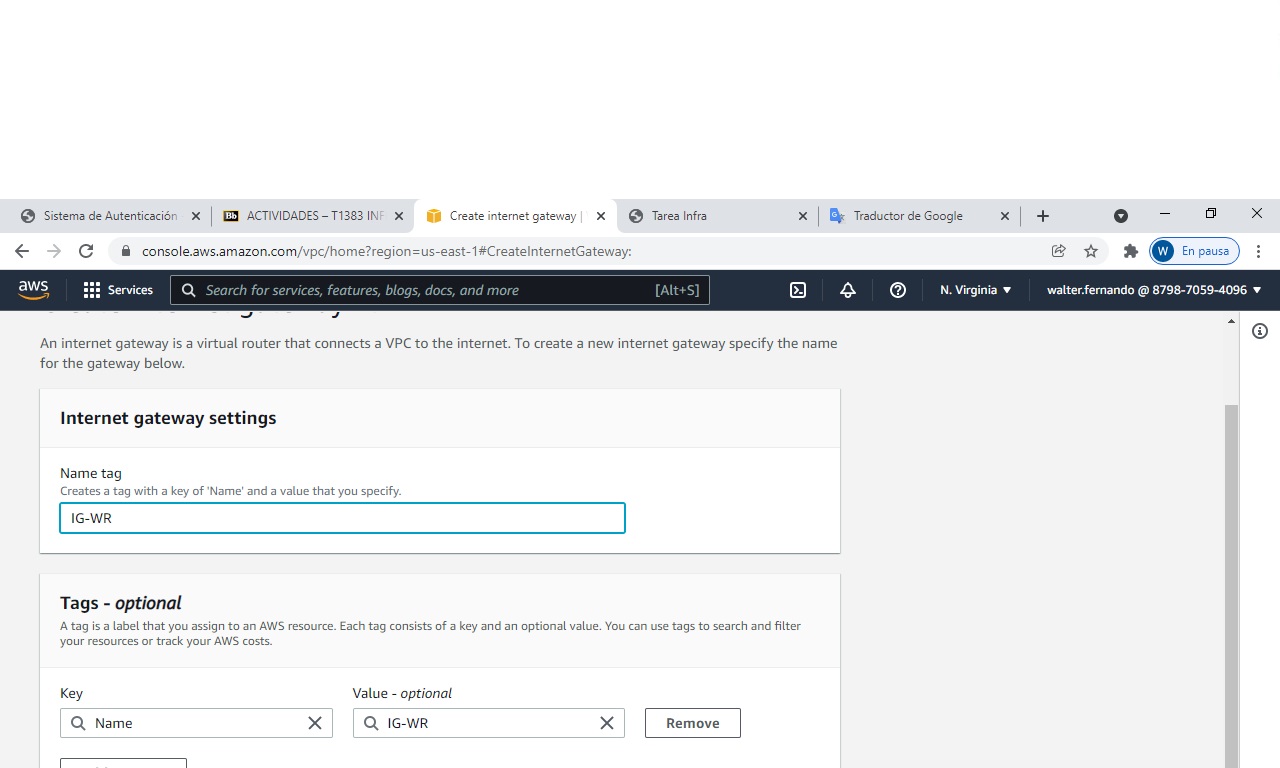 Sistema de Autenticación
Bb ACTIVIDADES – T1383 INF
Create internet gateway |
Tarea Infra
Traductor de Google
console.aws.amazon.com/vpc/home?region=us-east-1#CreateInternetGateway:
W En pausa
aws Services Search for services, features, blogs, docs, and more [Alt+S] N. Virginia walter.fernando @ 8798-7059-4096
An internet gateway is a virtual router that connects a VPC to the internet. To create a new internet gateway specify the name
for the gateway below.
Internet gateway settings
Name tag
Creates a tag with a key of 'Name' and a value that you specify.
IG-WR
Tags - optional
A tag is a label that you assign to an AWS resource. Each tag consists of a key and an optional value. You can use tags to search and filter
your resources or track your AWS costs.
Key Value - optional
Name IG-WR Remove